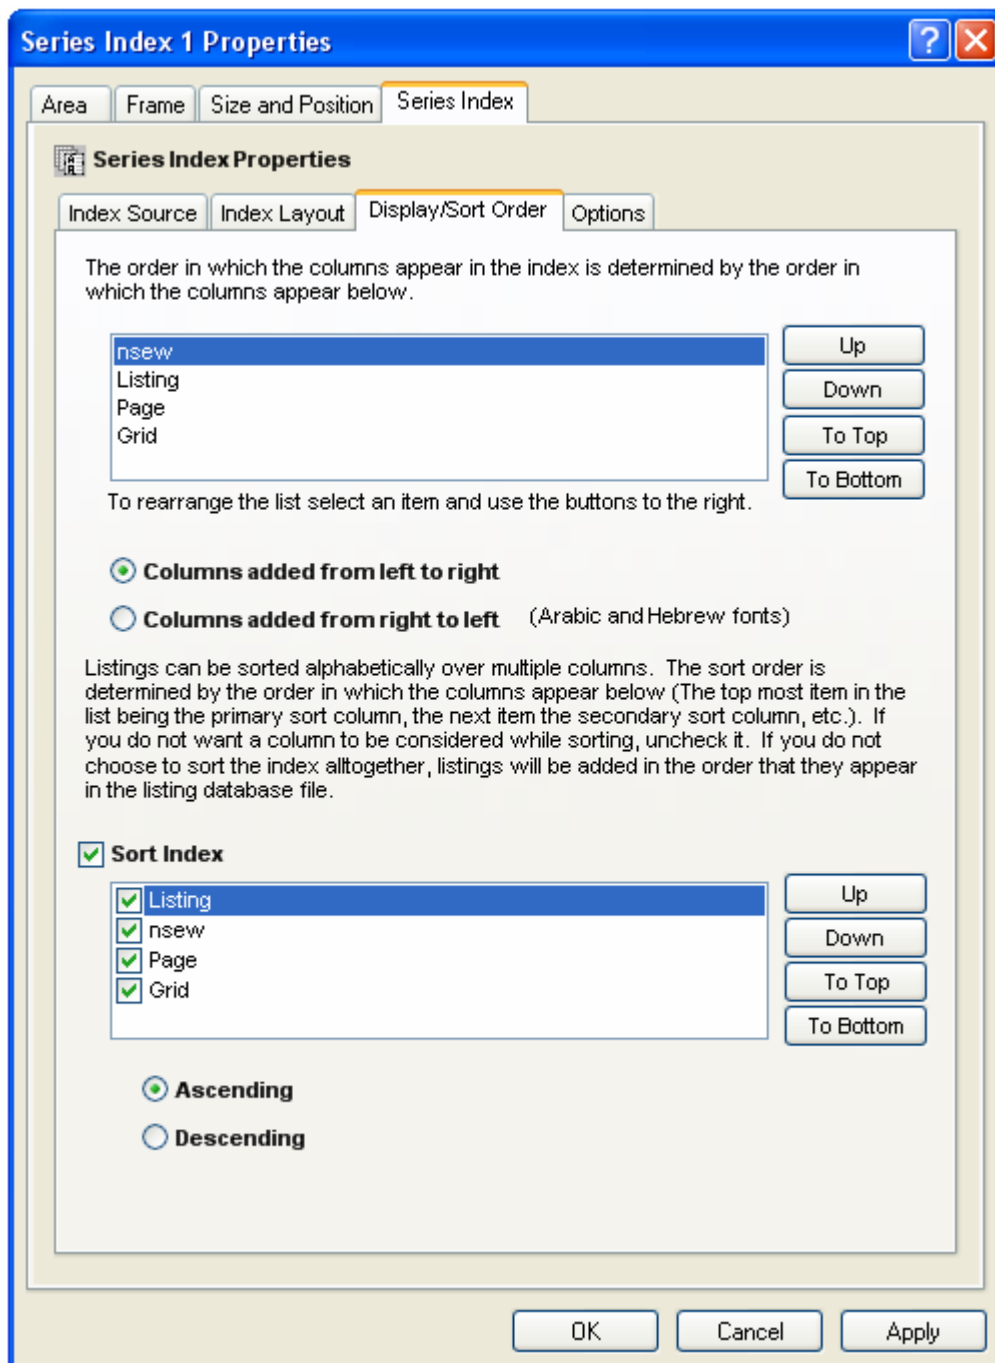 Series Index 1 Properties
Area Frame Size and Position Series Index
Series Index Properties
Index Source Index Layout Display/Sort Order Options
The order in which the columns appear in the index is determined by the order in
which the columns appear below.
nsew
Listing
Page
Grid
Up
Down
To Top
To Bottom
To rearrange the list select an item and use the buttons to the right.
Columns added from left to right
Columns added from right to left (Arabic and Hebrew fonts)
Listings can be sorted alphabetically over multiple columns. The sort order is
determined by the order in which the columns appear below (The top most item in the
list being the primary sort column, the next item the secondary sort column, etc.). If
you do not want a column to be considered while sorting, uncheck it. If you do not
choose to sort the index alltogether, listings will be added in the order that they appear
in the listing database file.
Sort Index
Listing
nsew
Page
Grid
Up
Down
To Top
To Bottom
Ascending
Descending
OK Cancel Apply